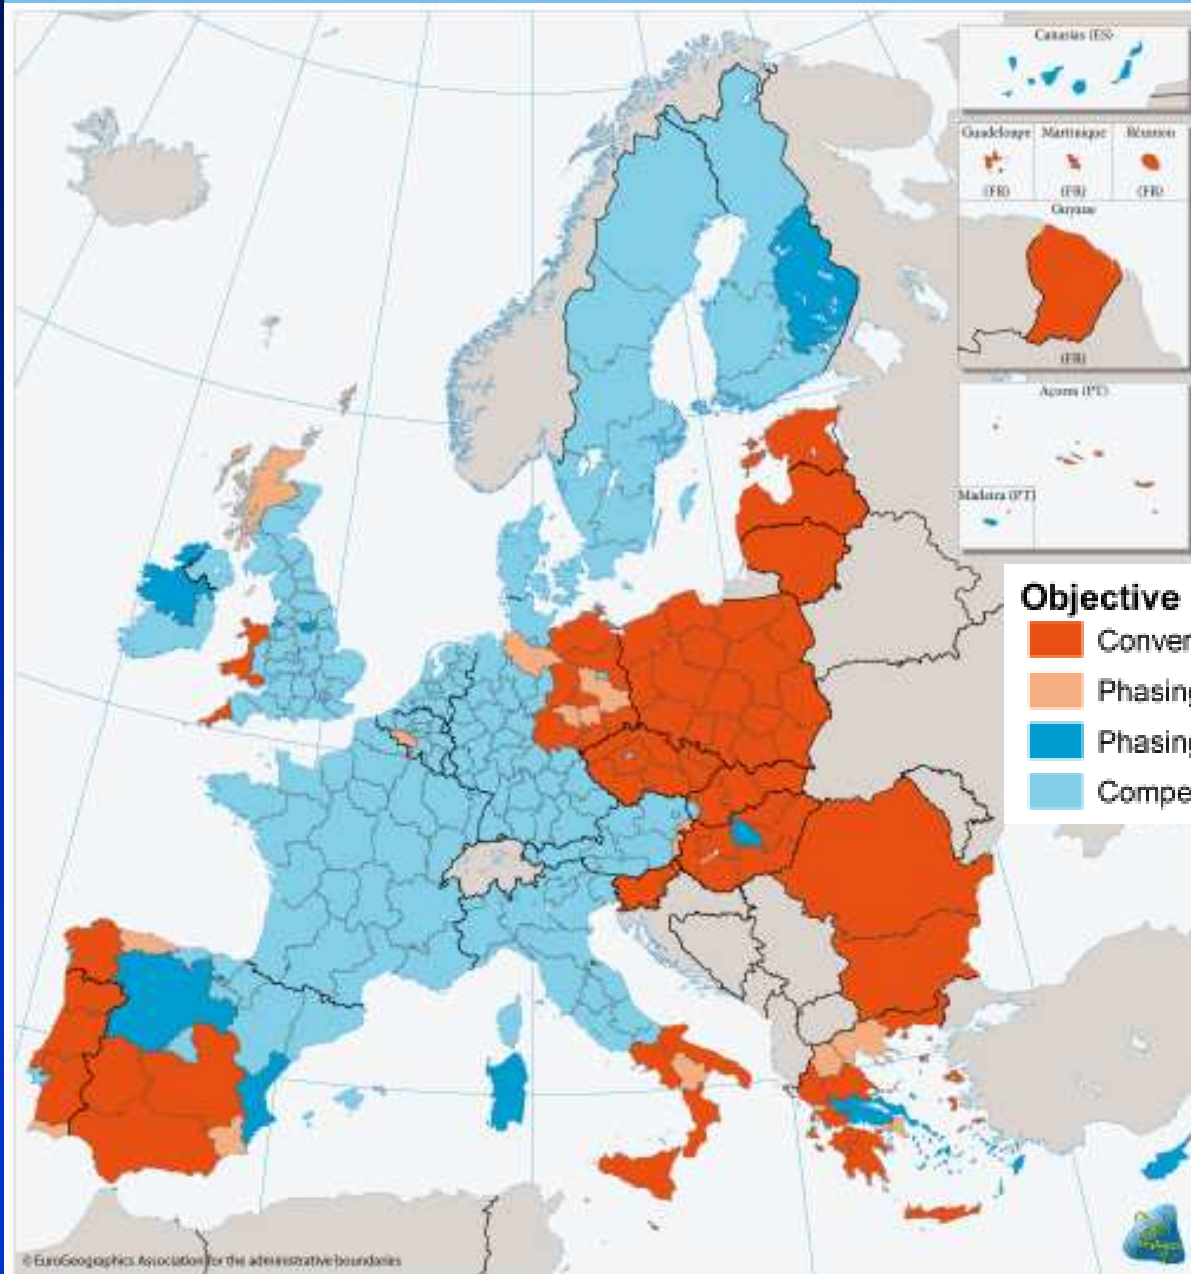 Canarias (ES)
Guadeloupe Martinique Réunion
(FR) (FR) (FR)
Guyane
(FR)
Açores (PT)
Madeira (PT)
Objective
Conver
Phasing
Phasing
Compe
© EuroGeographics Association for the administrative boundaries